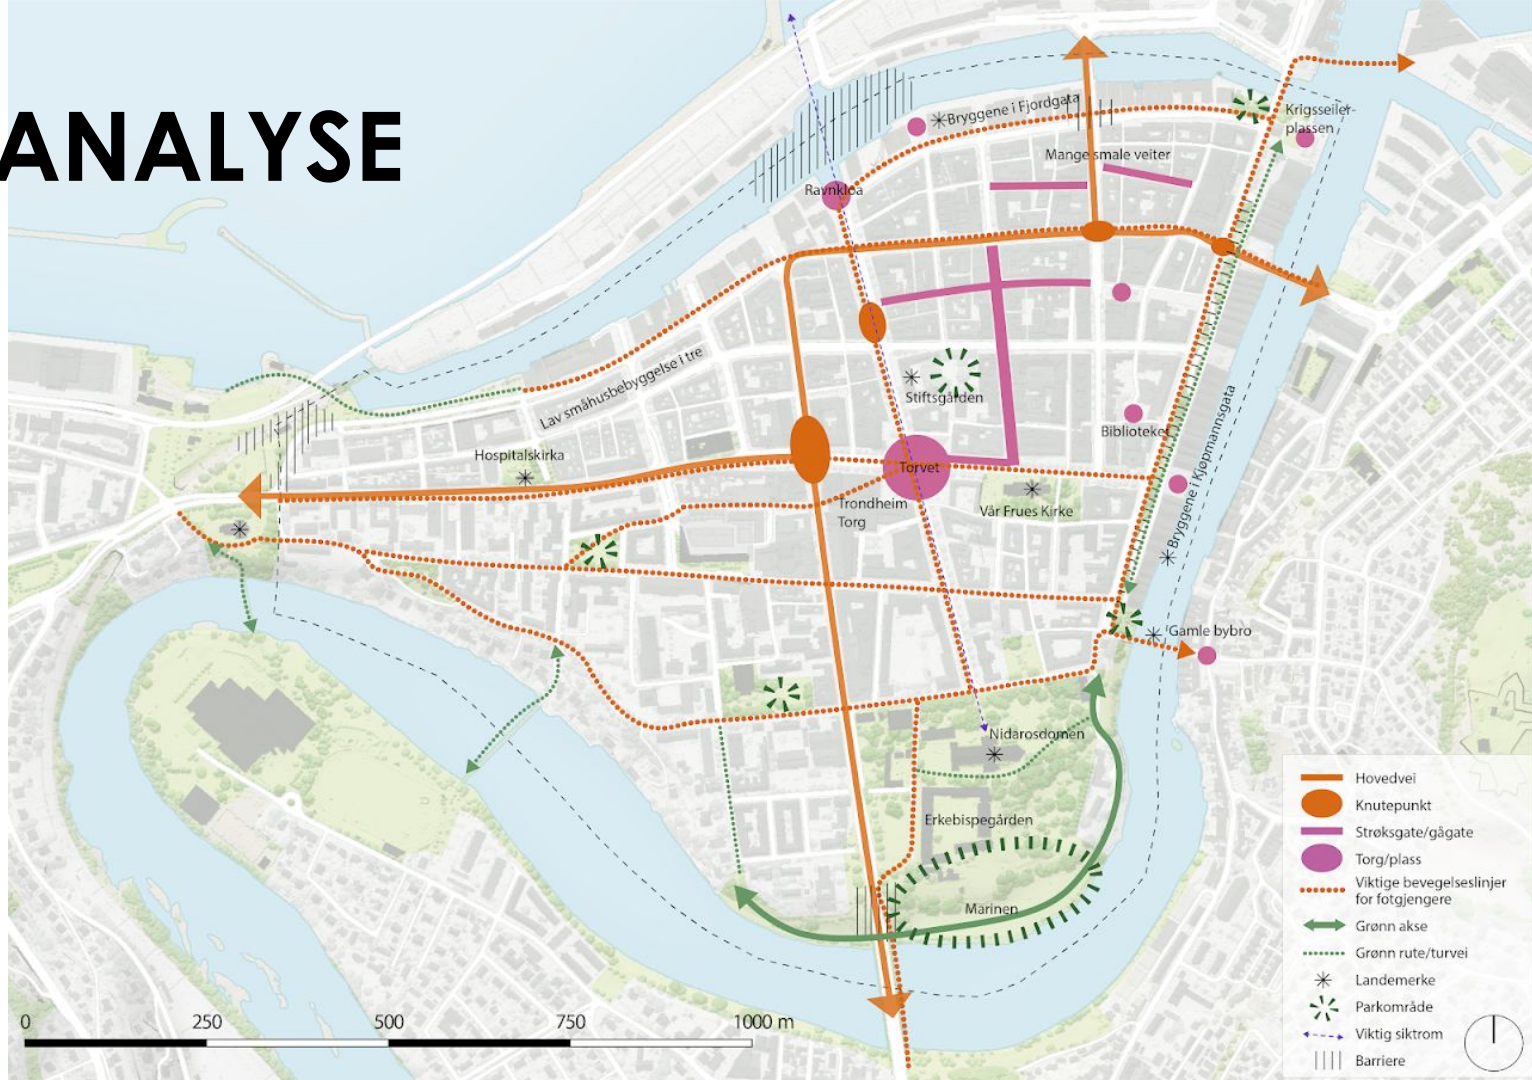 ANALYSE
Krigsseiler-
plassen
Bryggene i Fjordgata
Mange smale veiter
Ravnkloa
Lav småhusbebyggelse i tre
Stiftsgården
Bryggene i Kjøpmannsgata
Biblioteket
Hospitalskirka
Torvet
Trondheim
Torg
Vår Frues Kirke
Gamle bybro
Nidarosdomen
Erkebispegården
Marinen
Hovedvei
Knutepunkt
Strøksgate/gågate
Torg/plass
Viktige bevegelseslinjer
for fotgjengere
Grønn akse
Grønn rute/turvei
Landemerke
Parkområde
Viktig siktrom
Barriere
0 250 500 750 1000 m